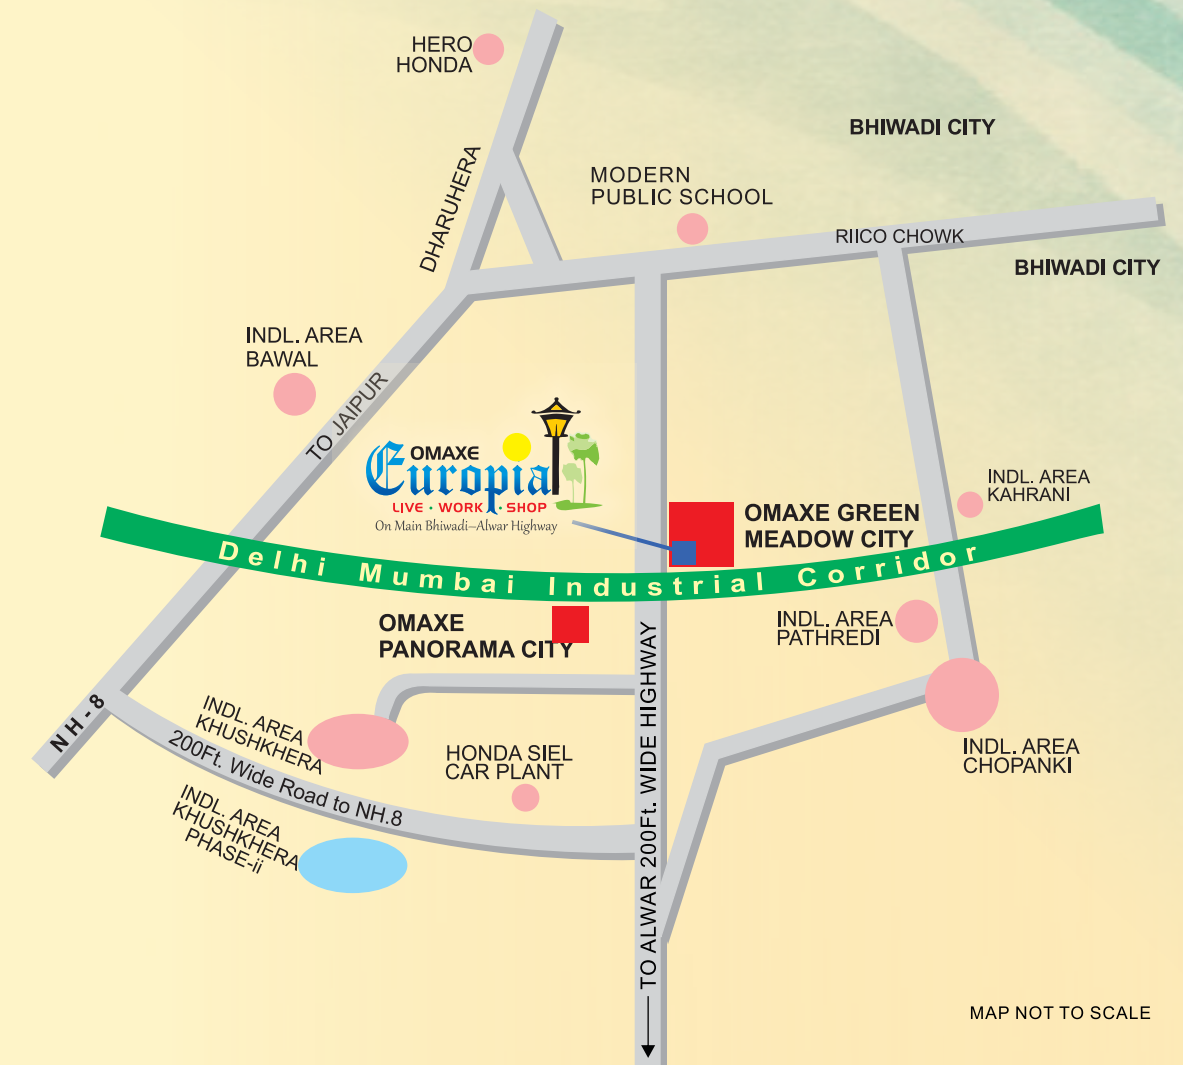 HERO
HONDA
BHIWADI CITY
DHARUHERA
MODERN
PUBLIC SCHOOL
RIICO CHOWK
BHIWADI CITY
INDL. AREA
BAWAL
TO JAIPUR
OMAXE
Europia
LIVE · WORK · SHOP
On Main Bhiwadi–Alwar Highway
INDL. AREA
KAHRANI
OMAXE GREEN
MEADOW CITY
Delhi Mumbai Industrial Corridor
OMAXE
PANORAMA CITY
INDL. AREA
PATHREDI
NH-8
INDL. AREA
KHUSHKHERA
200Ft. Wide Road to NH.8
HONDA SIEL
CAR PLANT
TO ALWAR 200Ft. WIDE HIGHWAY
INDL. AREA
CHOPANKI
INDL. AREA
KHUSHKHERA
PHASE-ii
MAP NOT TO SCALE